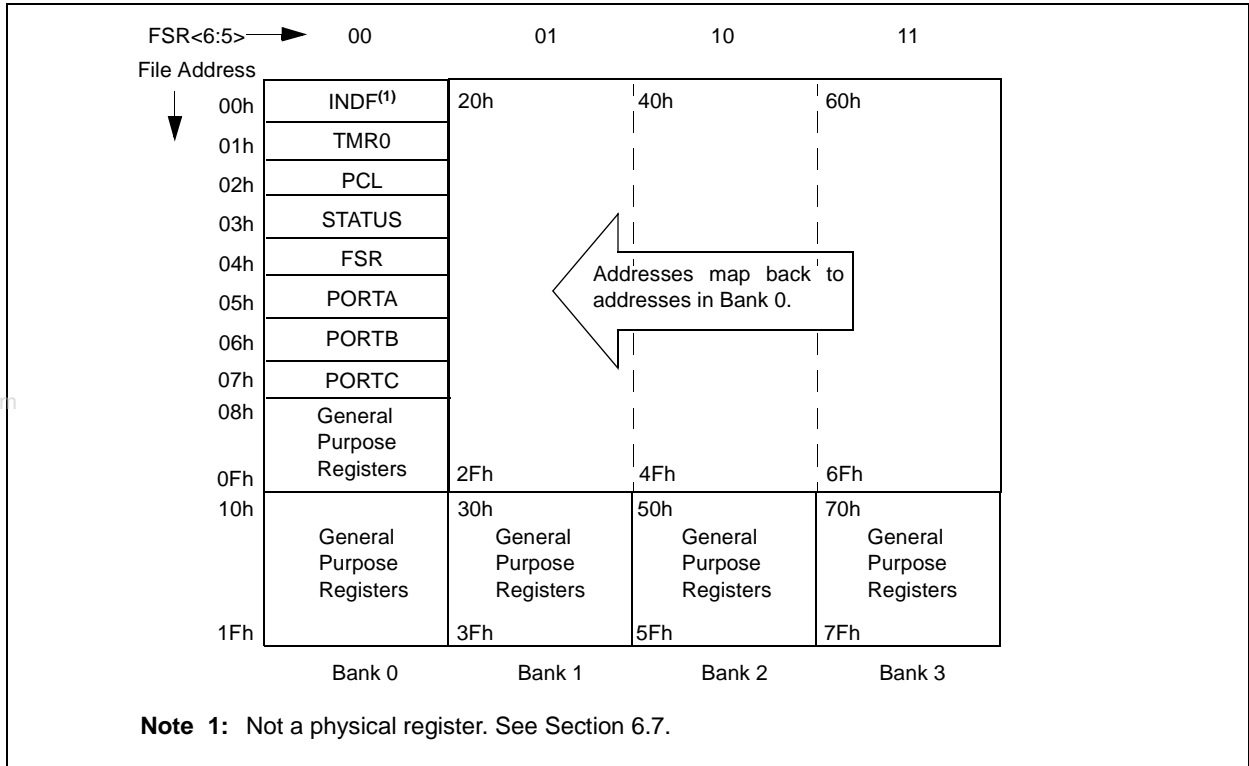 FSR<6:5> 00 01 10 11
File Address
00h INDF(1) 20h 40h 60h
01h TMR0
02h PCL
03h STATUS
04h FSR
Addresses map back to
05h PORTA
addresses in Bank 0.
06h PORTB
07h PORTC
08h General
Purpose
Registers
0Fh 2Fh 4Fh 6Fh
10h 30h 50h 70h
General General General General
Purpose Purpose Purpose Purpose
Registers Registers Registers Registers
1Fh 3Fh 5Fh 7Fh
Bank 0 Bank 1 Bank 2 Bank 3
Note 1: Not a physical register. See Section 6.7.
m